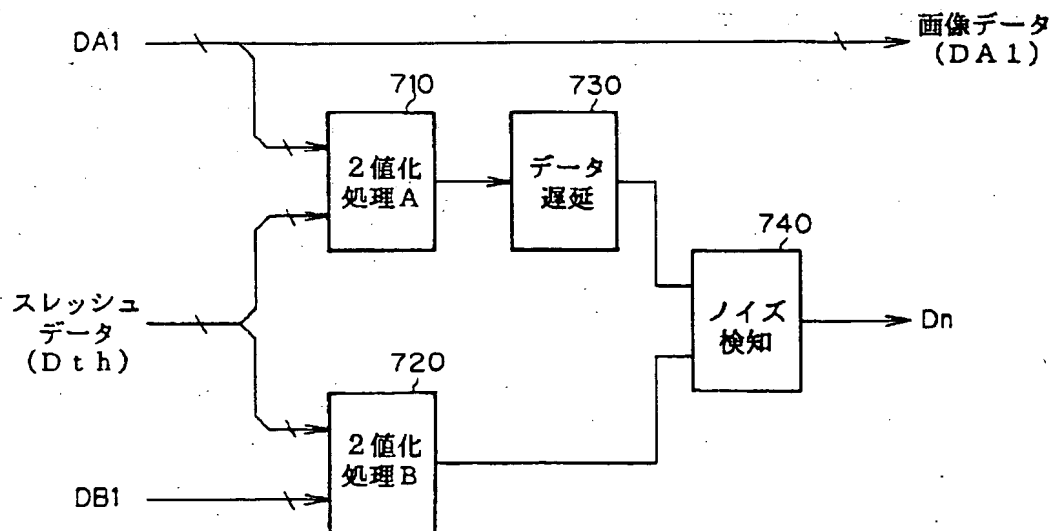 DA1
画像データ
(DA1)
710
2値化
処理A
730
データ
遅延
740
ノイズ
検知
Dn
スレッシュ
データ
(Dth)
720
2値化
処理B
DB1